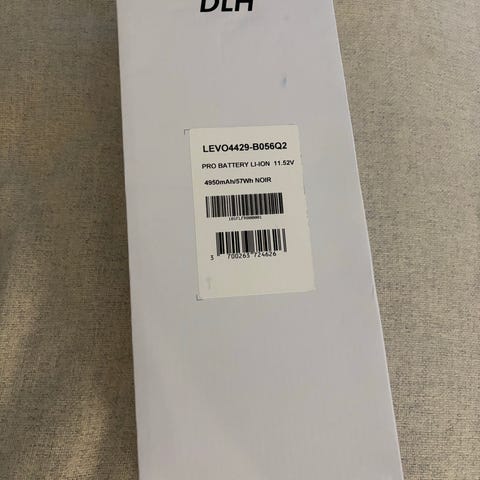 DLH
LEVO4429-B056Q2
PRO BATTERY LI-ION 11.52V
4950mAh/57Wh NOIR
3 700263 724626